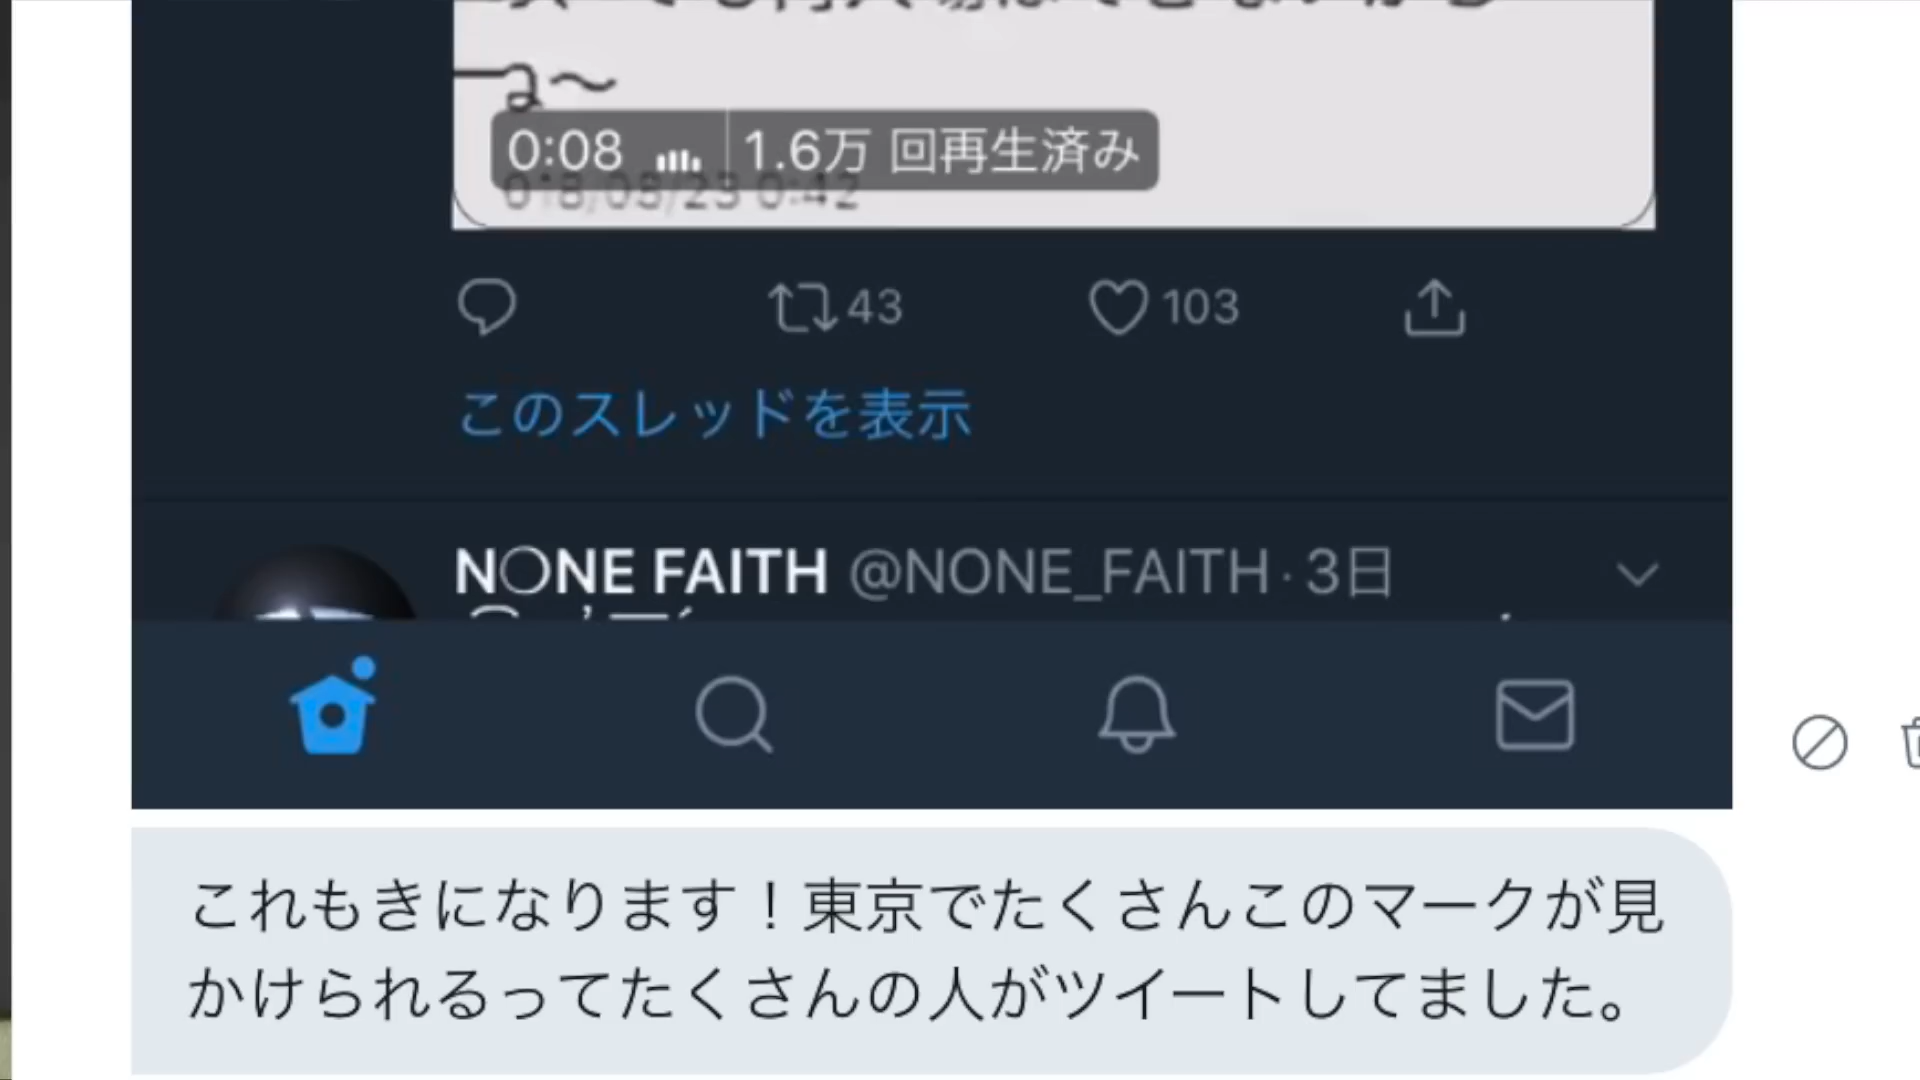 0:08 1.6万 回再生済み
43 103
このスレッドを表示
N〇NE FAITH @NONE_FAITH · 3日
これもきになります！東京でたくさんこのマークが見
かけられるってたくさんの人がツイートしてました。